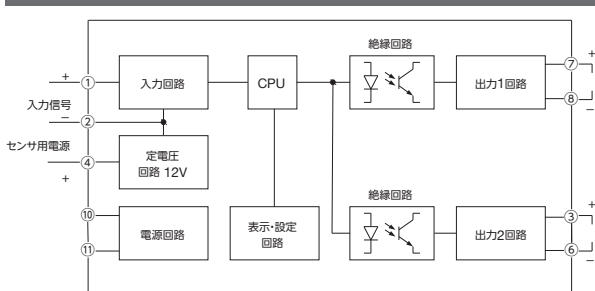 絶縁回路
⑦
+
+
①
入力回路
CPU
出力1回路
入力信号
⑧
−
②
−
センサ用電源
④
定電圧
回路 12V
+
絶縁回路
+
⑩
電源回路
表示・設定
回路
出力2回路
③
⑪
⑥
−